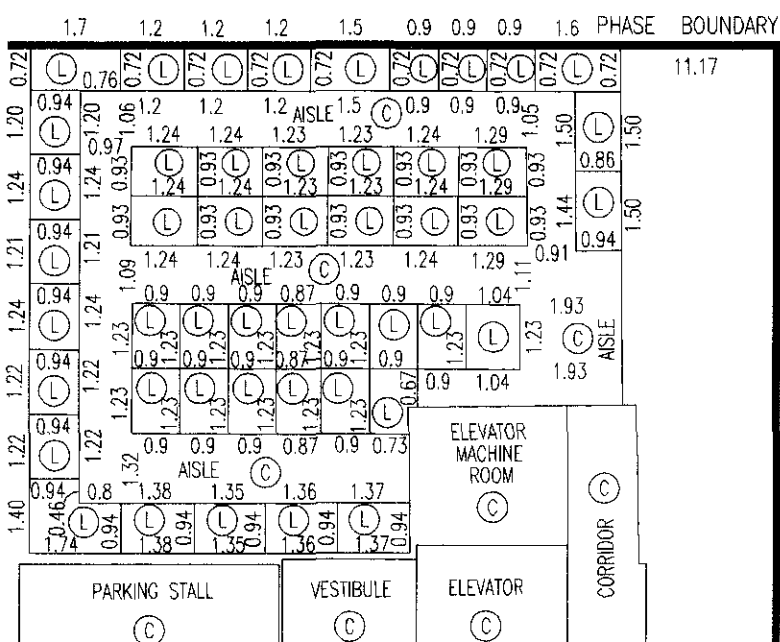 1.7 1.2 1.2 1.2 1.5 0.9 0.9 0.9 1.6 PHASE BOUNDARY
0.72 L 0.76 0.72 L 0.72 L 0.72 L 0.72 L 0.72 L 0.72 L 0.72 L 0.72 L 0.72 11.17
1.20 0.94 L 1.20 1.06 1.2 1.2 1.2 AISLE 1.5 C 0.9 0.9 0.9 1.05 1.50 L 1.50
0.97 1.24 1.24 1.23 1.23 1.24 1.29 0.86
1.24 0.94 L 1.24 0.93 L 0.93 L 0.93 L 0.93 L 0.93 L 0.93 L 0.93 1.44 L 1.50
1.24 1.24 1.23 1.23 1.24 1.29
0.93 L 0.93 L 0.93 L 0.93 L 0.93 L 0.93 L 0.93 0.94
1.21 0.94 L 1.21 0.91
1.09 1.24 1.24 1.23 1.23 1.24 1.29 1.11
AISLE C
1.24 0.94 L 1.24 0.9 0.9 0.9 0.87 0.9 0.9 0.9 1.04 1.93
1.23 L 1.23 L 1.23 L 1.23 L 1.23 L 1.23 L L 1.23 L 1.23 C AISLE
0.9 0.9 0.9 0.87 0.9 0.9 1.93
1.22 0.94 L 1.22 1.23 L 1.23 L 1.23 L 1.23 L 1.23 L 1.23 L 0.67 0.9 1.04
1.22 0.94 L 1.22 1.32 0.9 0.9 0.9 0.87 0.9 0.73
AISLE C
ELEVATOR
MACHINE
ROOM
C
C
CORRIDOR
0.94 0.8 1.38 1.35 1.36 1.37
1.40 0.46 L 0.94 L 0.94 L 0.94 L 0.94 L 0.94
1.74 1.38 1.35 1.36 1.37
PARKING STALL VESTIBULE ELEVATOR
C C C